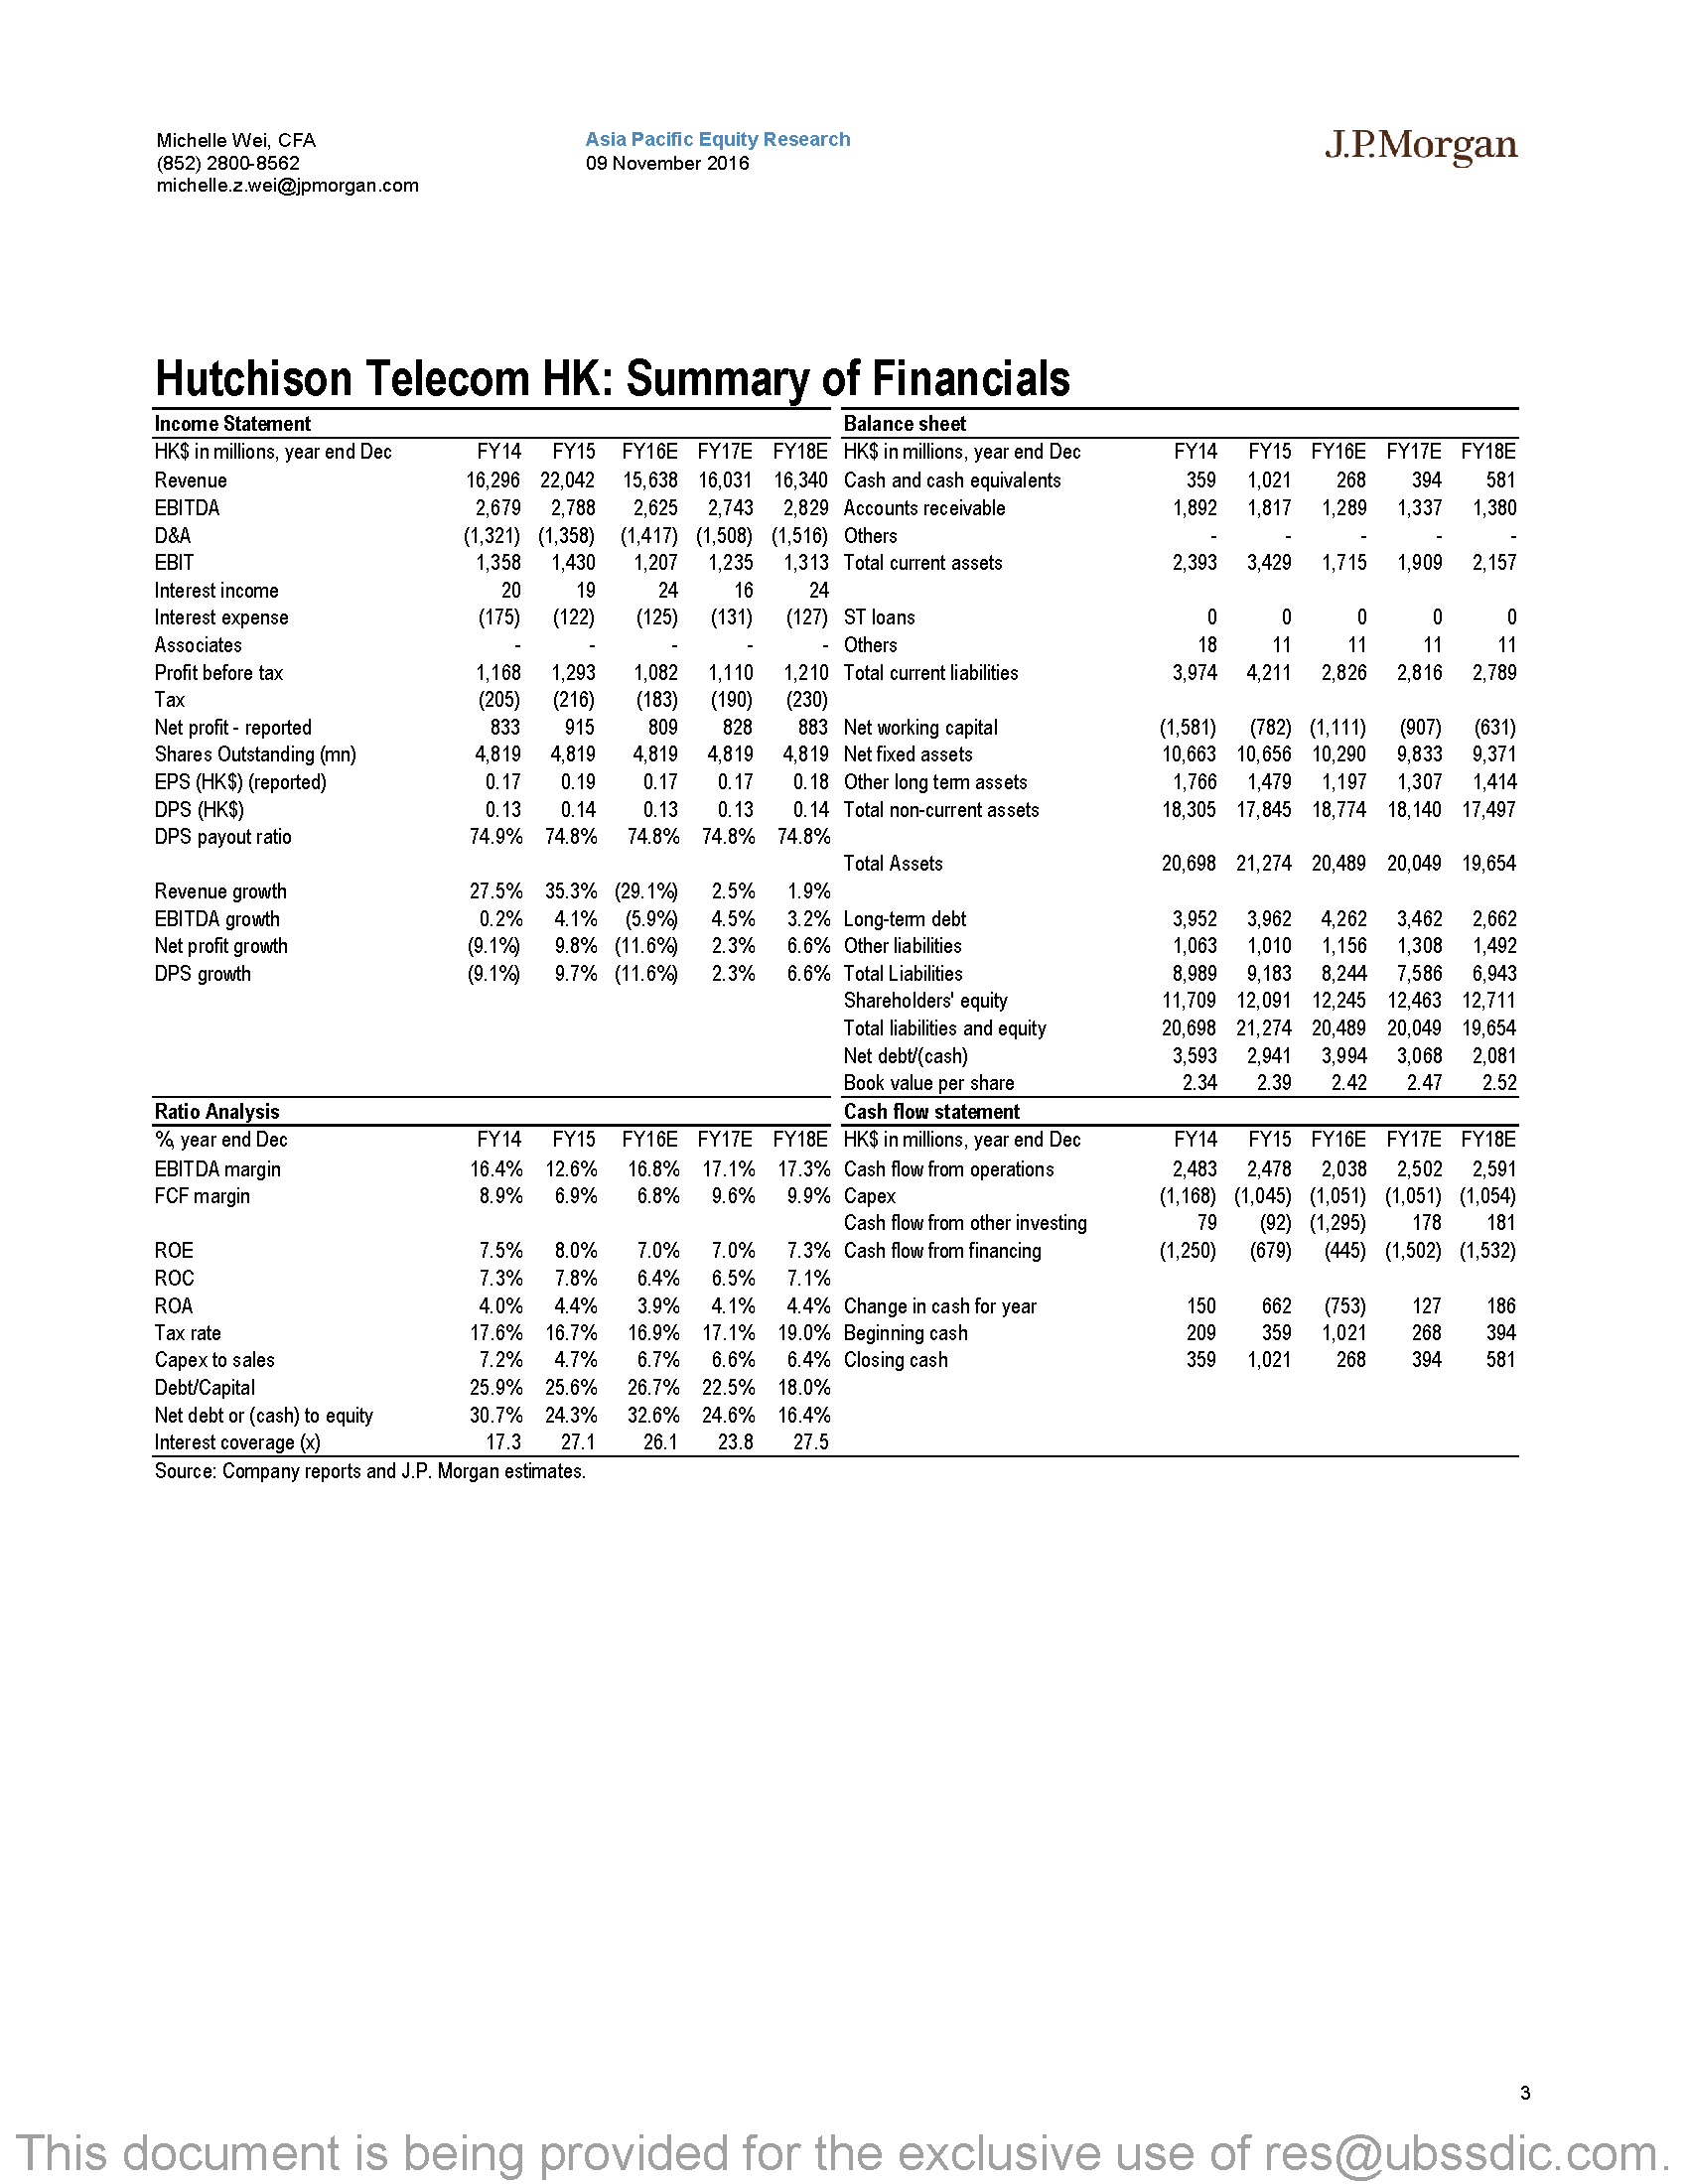 Michelle Wei, CFA
(852) 2800-8562
michelle.z.wei@jpmorgan.com
Asia Pacific Equity Research
09 November 2016
J.P.Morgan
Hutchison Telecom HK: Summary of Financials
Income Statement
HK$ in millions, year end Dec FY14 FY15 FY16E FY17E FY18E
Revenue 16,296 22,042 15,638 16,031 16,340
EBITDA 2,679 2,788 2,625 2,743 2,829
D&A (1,321) (1,358) (1,417) (1,508) (1,516)
EBIT 1,358 1,430 1,207 1,235 1,313
Interest income 20 19 24 16 24
Interest expense (175) (122) (125) (131) (127)
Associates - - - - -
Profit before tax 1,168 1,293 1,082 1,110 1,210
Tax (205) (216) (183) (190) (230)
Net profit - reported 833 915 809 828 883
Shares Outstanding (mn) 4,819 4,819 4,819 4,819 4,819
EPS (HK$) (reported) 0.17 0.19 0.17 0.17 0.18
DPS (HK$) 0.13 0.14 0.13 0.13 0.14
DPS payout ratio 74.9% 74.8% 74.8% 74.8% 74.8%
Revenue growth 27.5% 35.3% (29.1%) 2.5% 1.9%
EBITDA growth 0.2% 4.1% (5.9%) 4.5% 3.2%
Net profit growth (9.1%) 9.8% (11.6%) 2.3% 6.6%
DPS growth (9.1%) 9.7% (11.6%) 2.3% 6.6%
Balance sheet
HK$ in millions, year end Dec FY14 FY15 FY16E FY17E FY18E
Cash and cash equivalents 359 1,021 268 394 581
Accounts receivable 1,892 1,817 1,289 1,337 1,380
Others - - - - -
Total current assets 2,393 3,429 1,715 1,909 2,157
ST loans 0 0 0 0 0
Others 18 11 11 11 11
Total current liabilities 3,974 4,211 2,826 2,816 2,789
Net working capital (1,581) (782) (1,111) (907) (631)
Net fixed assets 10,663 10,656 10,290 9,833 9,371
Other long term assets 1,766 1,479 1,197 1,307 1,414
Total non-current assets 18,305 17,845 18,774 18,140 17,497
Total Assets 20,698 21,274 20,489 20,049 19,654
Long-term debt 3,952 3,962 4,262 3,462 2,662
Other liabilities 1,063 1,010 1,156 1,308 1,492
Total Liabilities 8,989 9,183 8,244 7,586 6,943
Shareholders' equity 11,709 12,091 12,245 12,463 12,711
Total liabilities and equity 20,698 21,274 20,489 20,049 19,654
Net debt/(cash) 3,593 2,941 3,994 3,068 2,081
Book value per share 2.34 2.39 2.42 2.47 2.52
Ratio Analysis
%, year end Dec FY14 FY15 FY16E FY17E FY18E
EBITDA margin 16.4% 12.6% 16.8% 17.1% 17.3%
FCF margin 8.9% 6.9% 6.8% 9.6% 9.9%
ROE 7.5% 8.0% 7.0% 7.0% 7.3%
ROC 7.3% 7.8% 6.4% 6.5% 7.1%
ROA 4.0% 4.4% 3.9% 4.1% 4.4%
Tax rate 17.6% 16.7% 16.9% 17.1% 19.0%
Capex to sales 7.2% 4.7% 6.7% 6.6% 6.4%
Debt/Capital 25.9% 25.6% 26.7% 22.5% 18.0%
Net debt or (cash) to equity 30.7% 24.3% 32.6% 24.6% 16.4%
Interest coverage (x) 17.3 27.1 26.1 23.8 27.5
Cash flow statement
HK$ in millions, year end Dec FY14 FY15 FY16E FY17E FY18E
Cash flow from operations 2,483 2,478 2,038 2,502 2,591
Capex (1,168) (1,045) (1,051) (1,051) (1,054)
Cash flow from other investing 79 (92) (1,295) 178 181
Cash flow from financing (1,250) (679) (445) (1,502) (1,532)
Change in cash for year 150 662 (753) 127 186
Beginning cash 209 359 1,021 268 394
Closing cash 359 1,021 268 394 581
Source: Company reports and J.P. Morgan estimates.
3
This document is being provided for the exclusive use of res@ubssdic.com.